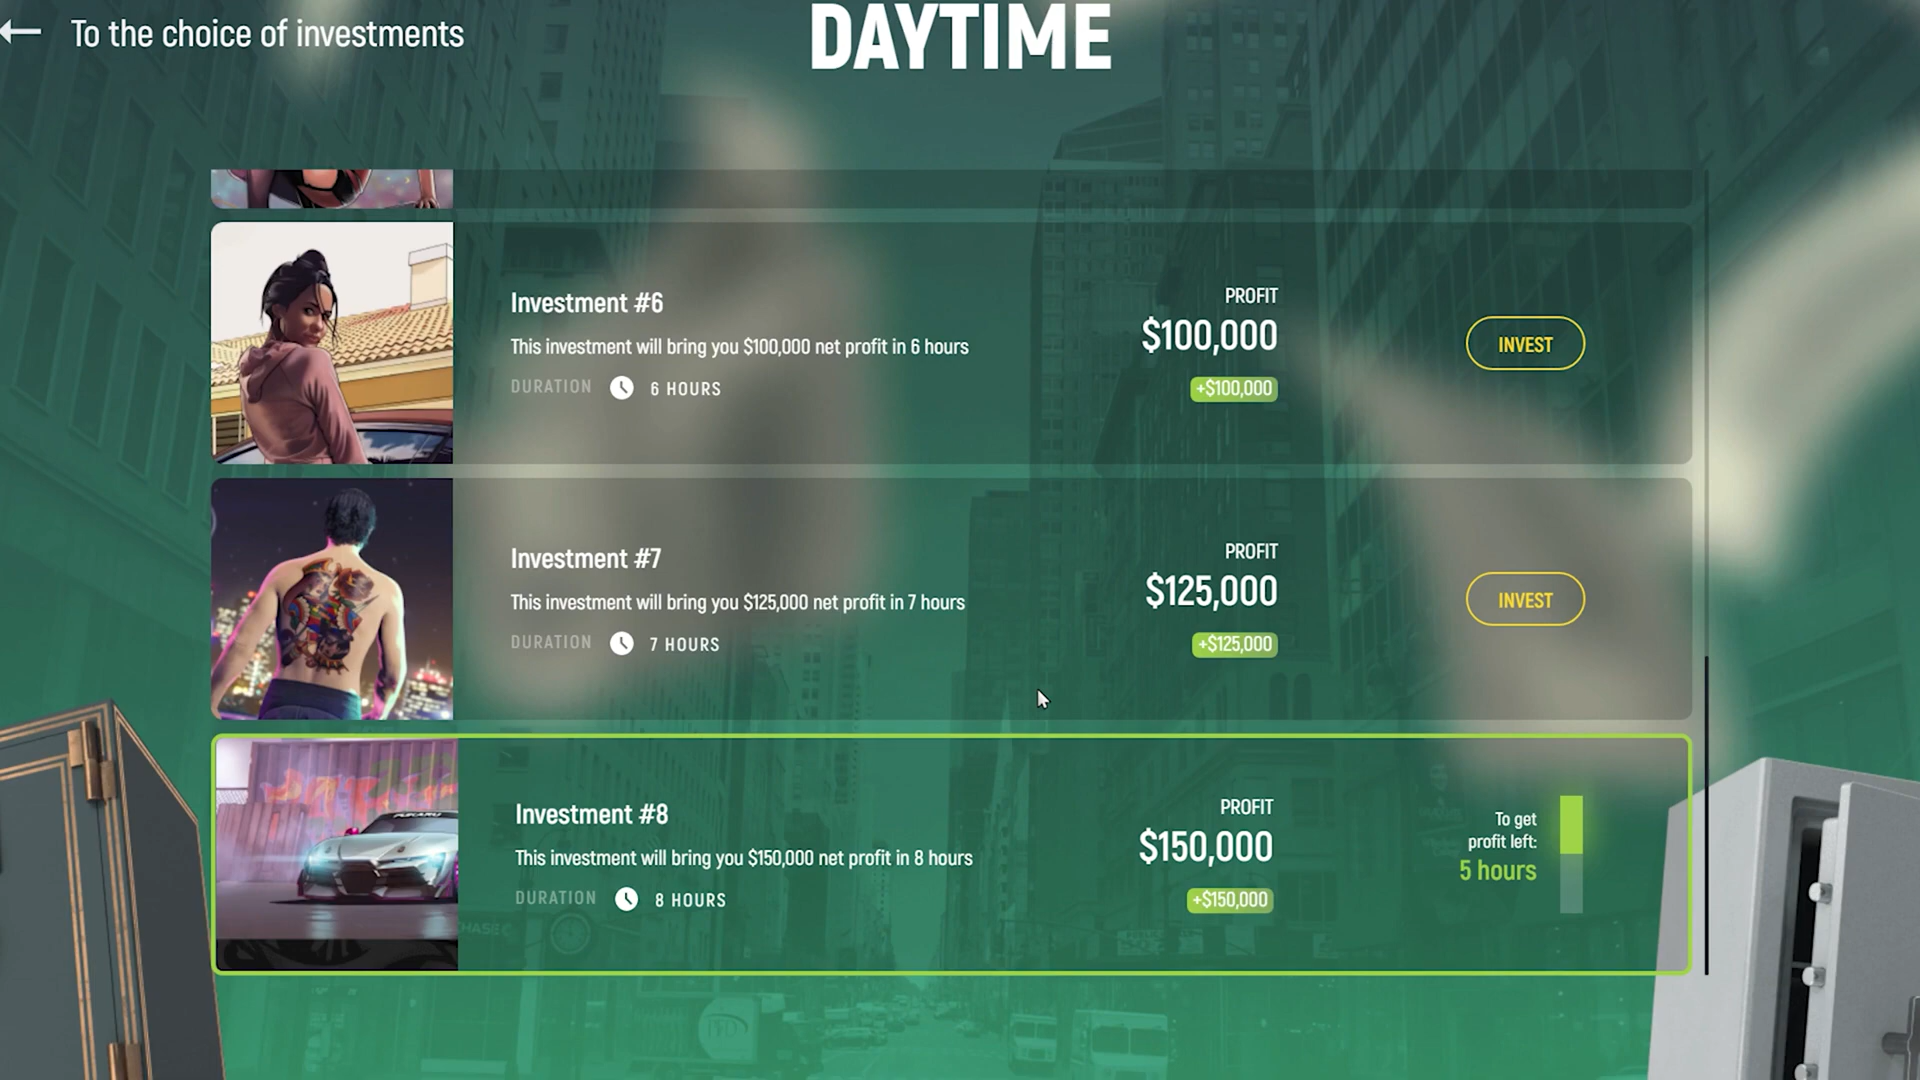 To the choice of investments
DAYTIME
Investment #6
This investment will bring you $100,000 net profit in 6 hours
DURATION 6 HOURS
PROFIT
$100,000
+$100,000
INVEST
Investment #7
This investment will bring you $125,000 net profit in 7 hours
DURATION 7 HOURS
PROFIT
$125,000
+$125,000
INVEST
Investment #8
This investment will bring you $150,000 net profit in 8 hours
DURATION 8 HOURS
PROFIT
$150,000
+$150,000
To get
profit left:
5 hours